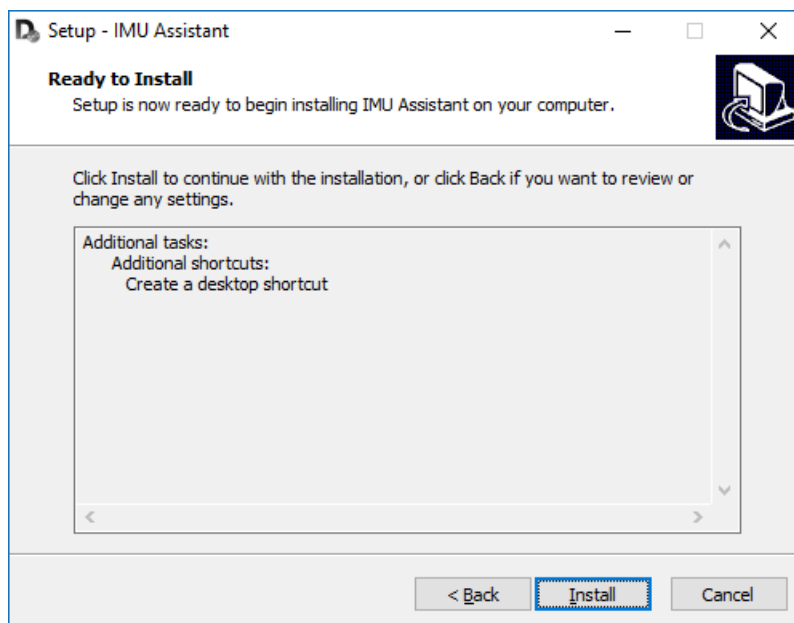 Setup - IMU Assistant
Ready to Install
Setup is now ready to begin installing IMU Assistant on your computer.
Click Install to continue with the installation, or click Back if you want to review or
change any settings.
Additional tasks:
Additional shortcuts:
Create a desktop shortcut
< Back
Install
Cancel